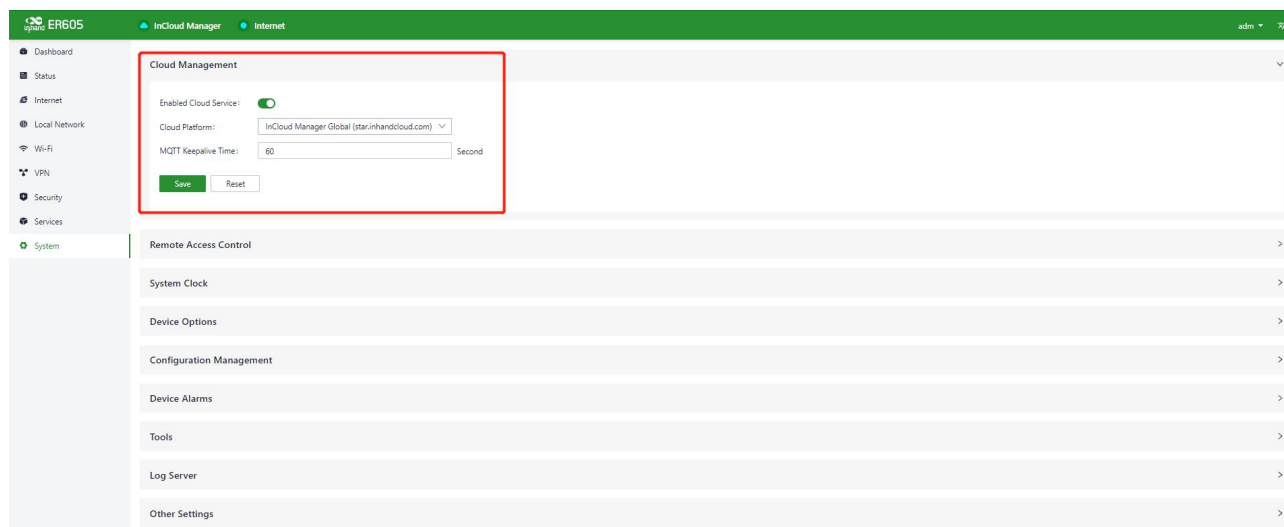 inhand ER605
InCloud Manager
Internet
adm
Dashboard
Status
Internet
Local Network
Wi-Fi
VPN
Security
Services
System
Cloud Management
Enabled Cloud Service:
Cloud Platform: InCloud Manager Global (star.inhandcloud.com)
MQTT Keepalive Time: 60 Second
Save Reset
Remote Access Control
System Clock
Device Options
Configuration Management
Device Alarms
Tools
Log Server
Other Settings